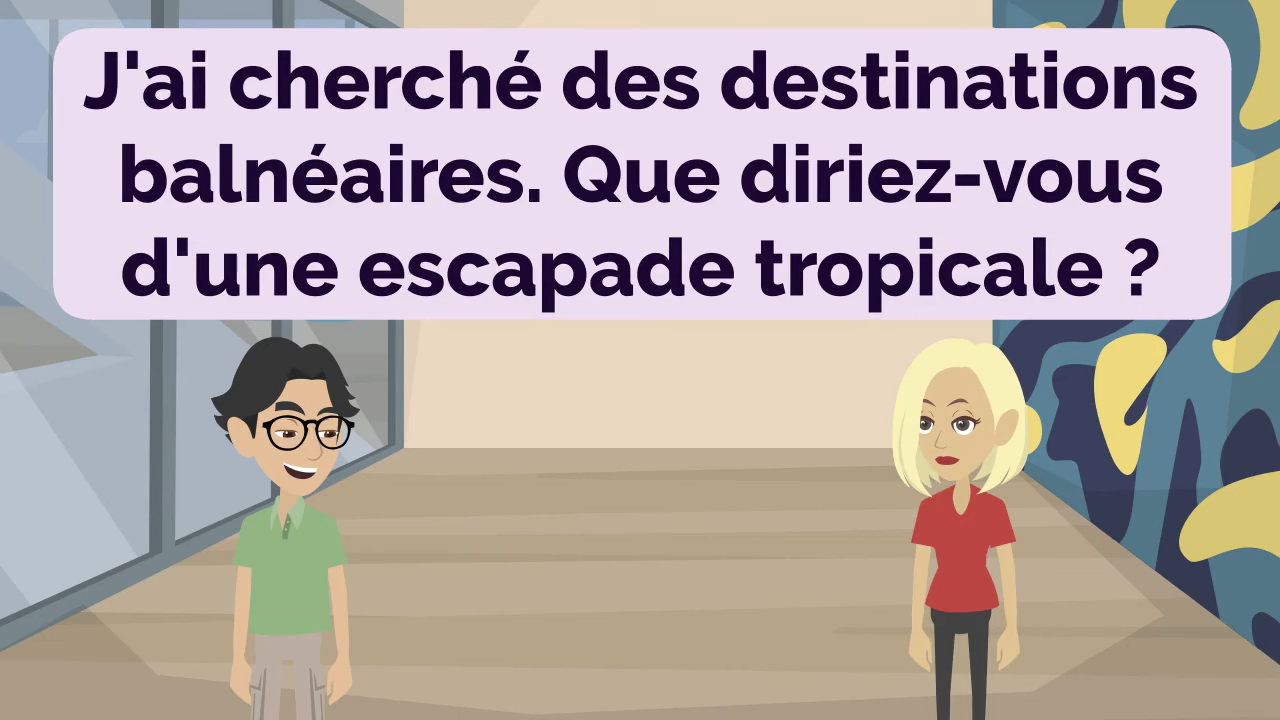 J'ai cherché des destinations
balnéaires. Que diriez-vous
d'une escapade tropicale ?